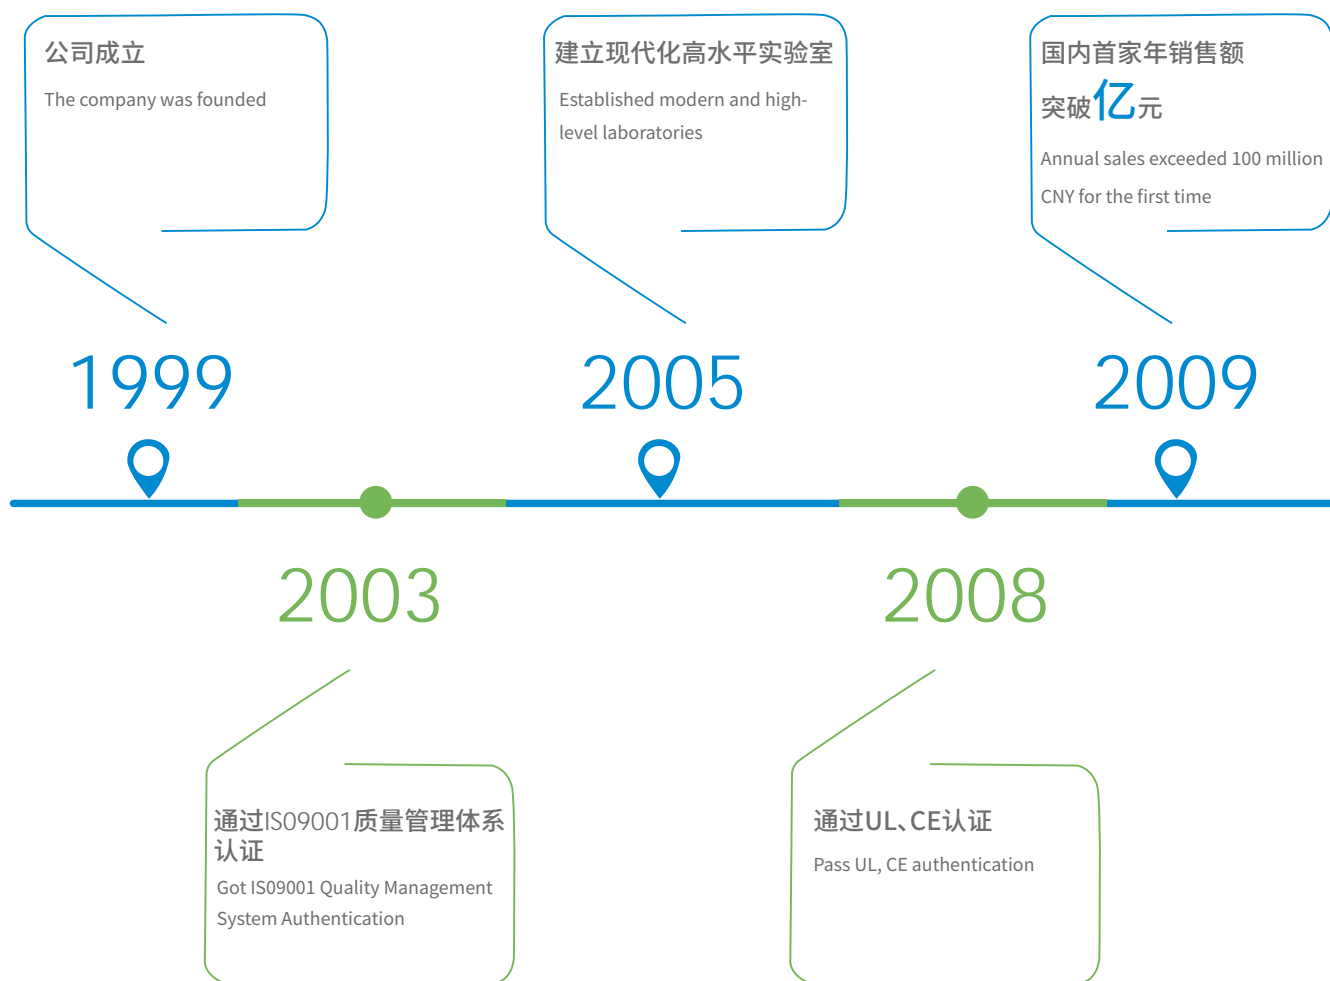 公司成立
The company was founded
建立现代化高水平实验室
Established modern and high-
level laboratories
国内首家年销售额
突破亿元
Annual sales exceeded 100 million
CNY for the first time
1999
2005
2009
2003
2008
通过IS09001质量管理体系
认证
Got IS09001 Quality Management
System Authentication
通过UL、CE认证
Pass UL, CE authentication